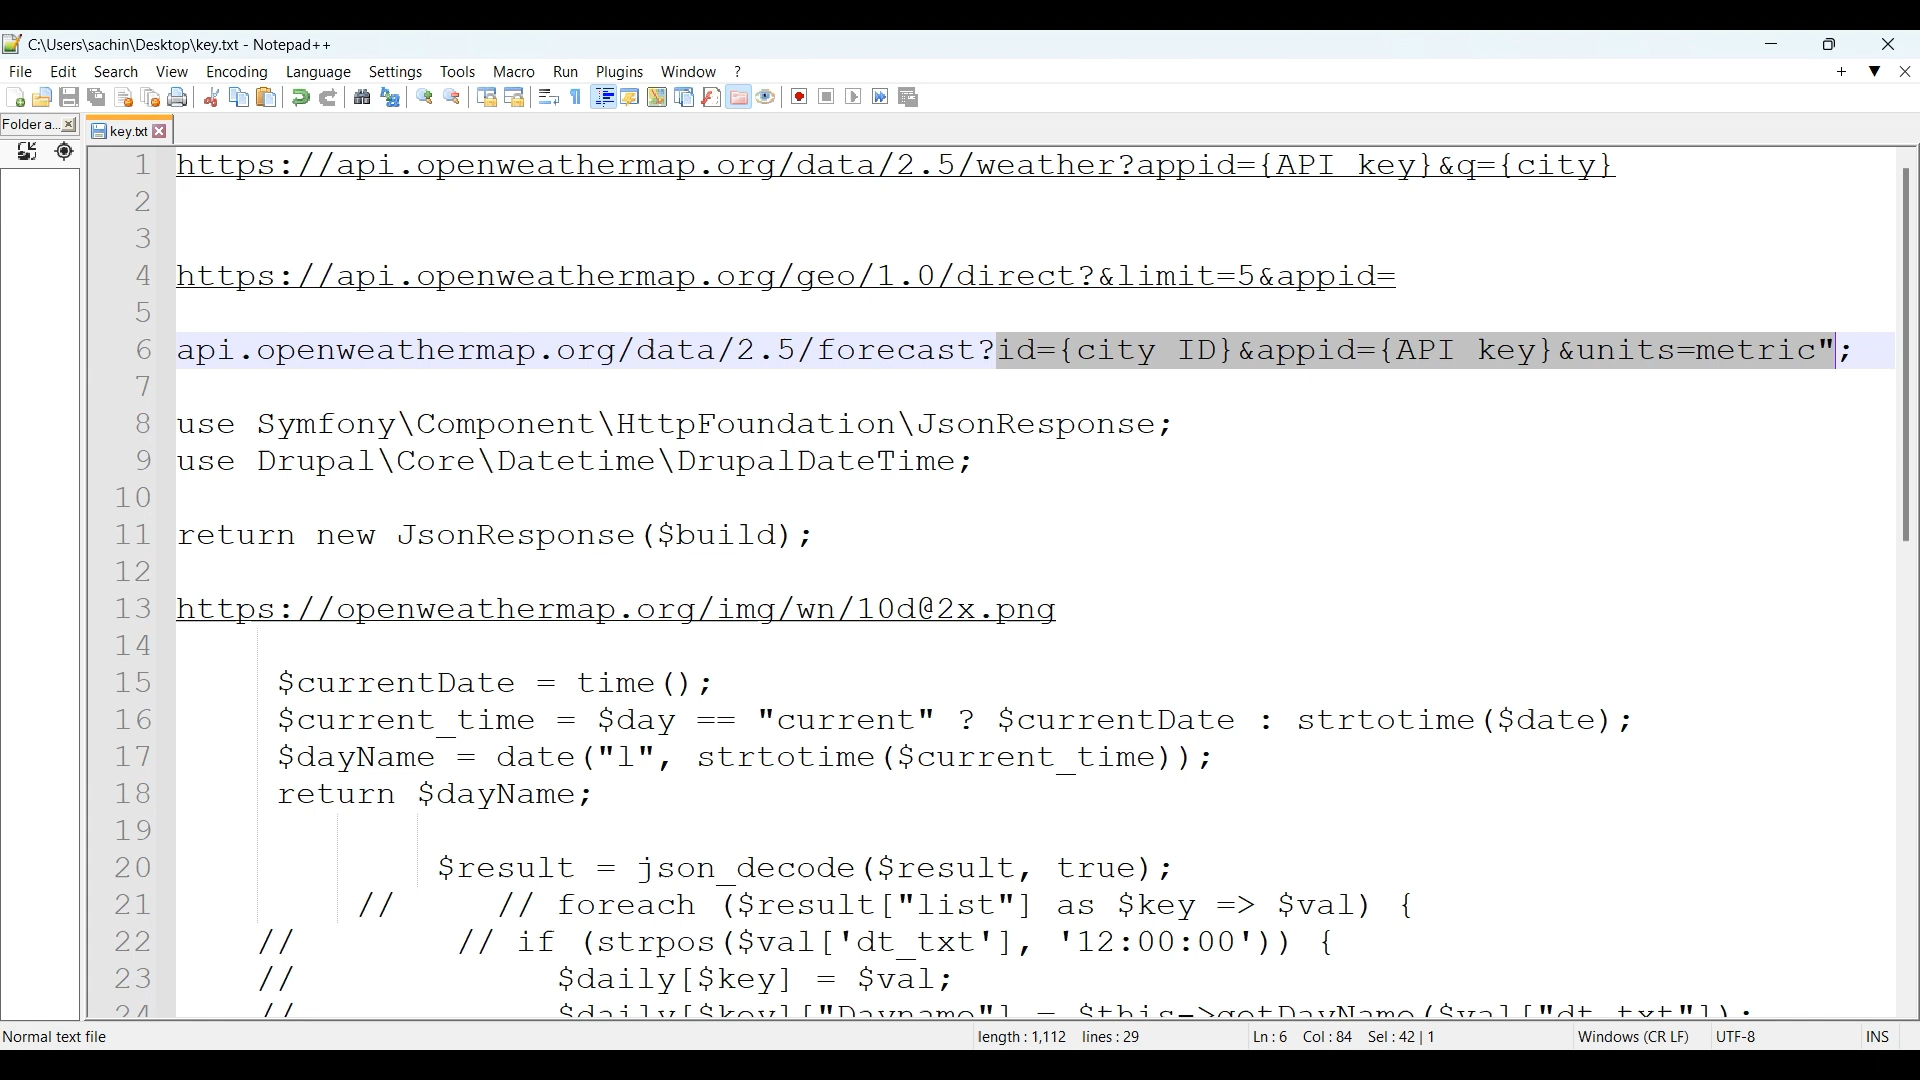 C:\Users\sachin\Desktop\key.txt - Notepad++
File Edit Search View Encoding Language Settings Tools Macro Run Plugins Window ?
Folder a...
key.txt
1 https://api.openweathermap.org/data/2.5/weather?appid={API key}&q={city}
2
3
4 https://api.openweathermap.org/geo/1.0/direct?&limit=5&appid=
5
6 api.openweathermap.org/data/2.5/forecast?id={city ID}&appid={API key}&units=metric";
7
8 use Symfony\Component\HttpFoundation\JsonResponse;
9 use Drupal\Core\Datetime\DrupalDateTime;
10
11 return new JsonResponse($build);
12
13 https://openweathermap.org/img/wn/10d@2x.png
14
15 $currentDate = time();
16 $current_time = $day == "current" ? $currentDate : strtotime($date);
17 $dayName = date("l", strtotime($current_time));
18 return $dayName;
19
20 $result = json_decode($result, true);
21 // // foreach ($result["list"] as $key => $val) {
22 // // if (strpos($val['dt_txt'], '12:00:00')) {
23 // $daily[$key] = $val;
24 // $daily[$key]["Dayname"] = $this->getDayName($val["dt_txt"]);
Normal text file length : 1,112 lines : 29 Ln : 6 Col : 84 Sel : 42 | 1 Windows (CR LF) UTF-8 INS